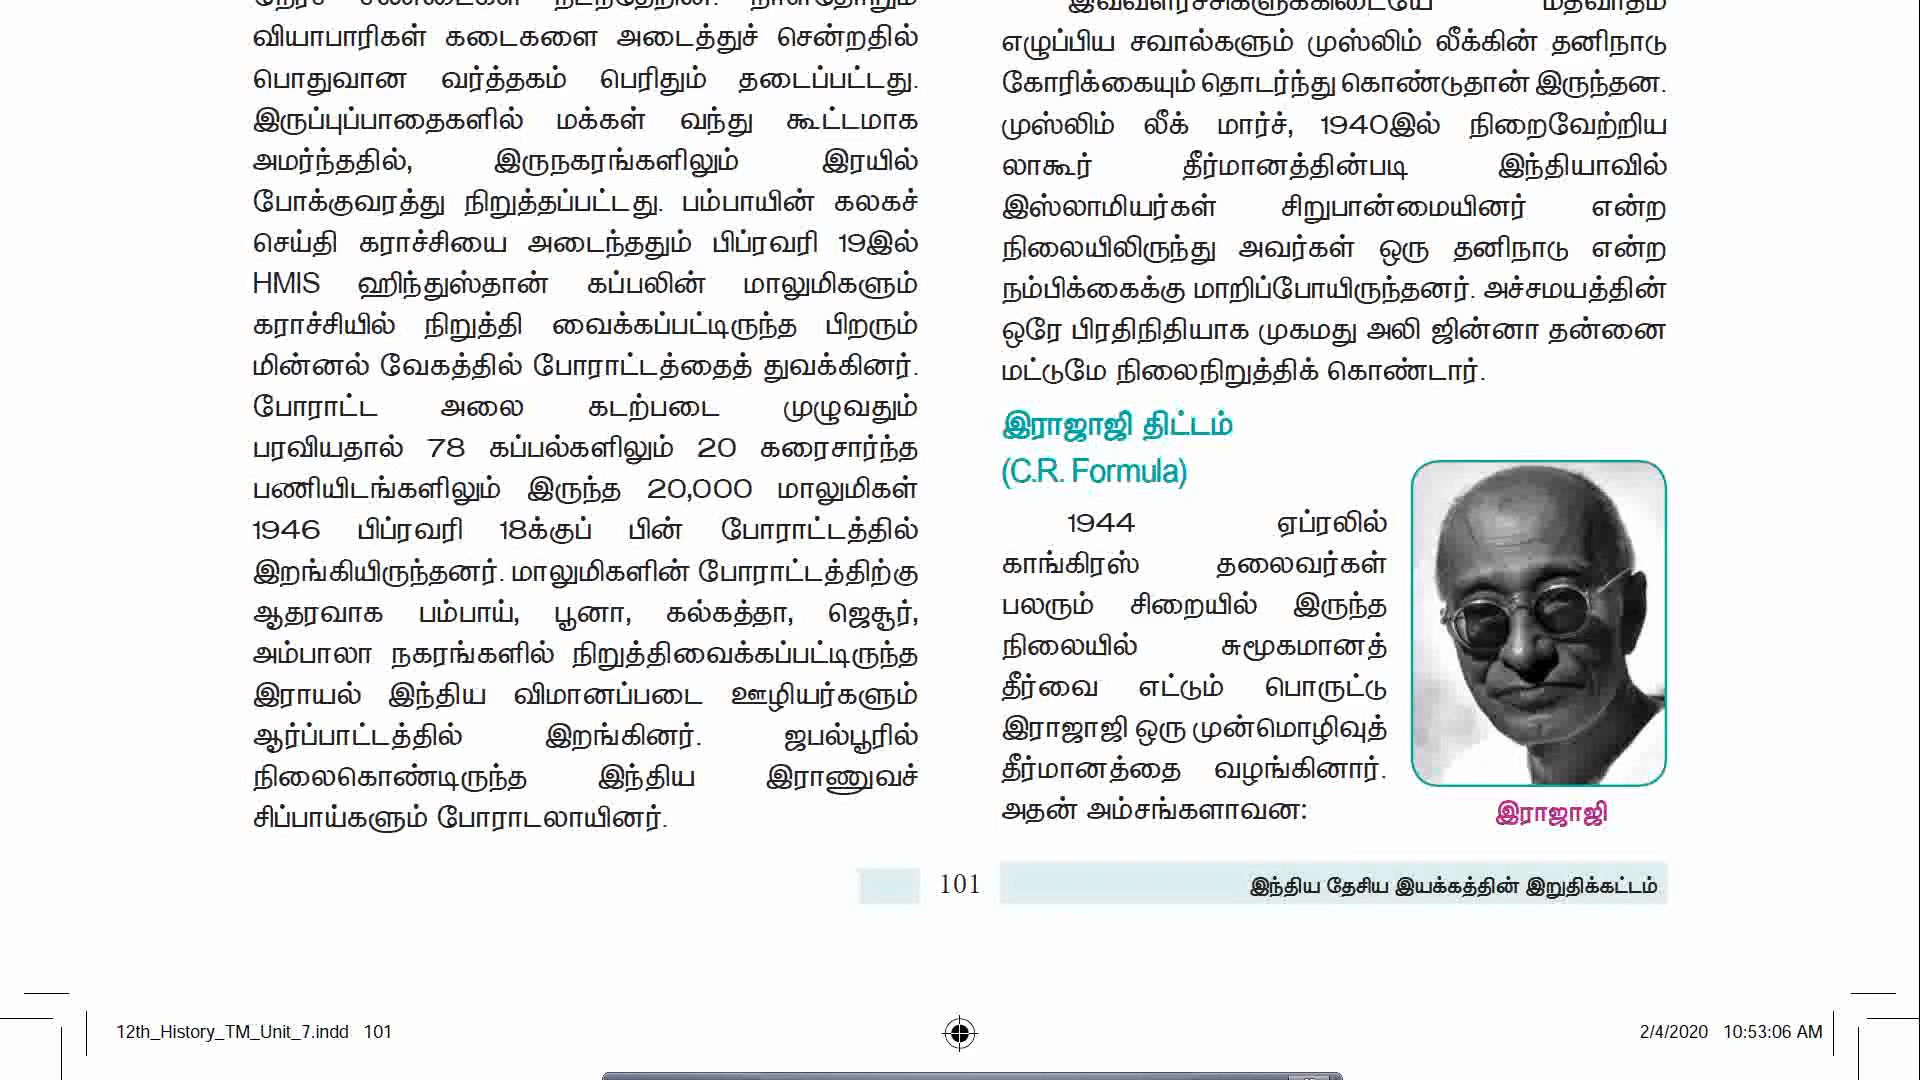 வியாபாரிகள் கடைகளை அடைத்துச் சென்றதில்
பொதுவான வர்த்தகம் பெரிதும் தடைப்பட்டது.
இருப்புப்பாதைகளில் மக்கள் வந்து கூட்டமாக
அமர்ந்ததில், இருநகரங்களிலும் இரயில்
போக்குவரத்து நிறுத்தப்பட்டது. பம்பாயின் கலகச்
செய்தி கராச்சியை அடைந்ததும் பிப்ரவரி 19இல்
HMIS ஹிந்துஸ்தான் கப்பலின் மாலுமிகளும்
கராச்சியில் நிறுத்தி வைக்கப்பட்டிருந்த பிறரும்
மின்னல் வேகத்தில் போராட்டத்தைத் துவக்கினர்.
போராட்ட அலை கடற்படை முழுவதும்
பரவியதால் 78 கப்பல்களிலும் 20 கரைசார்ந்த
பணியிடங்களிலும் இருந்த 20,000 மாலுமிகள்
1946 பிப்ரவரி 18க்குப் பின் போராட்டத்தில்
இறங்கியிருந்தனர். மாலுமிகளின் போராட்டத்திற்கு
ஆதரவாக பம்பாய், பூனா, கல்கத்தா, ஜெசூர்,
அம்பாலா நகரங்களில் நிறுத்திவைக்கப்பட்டிருந்த
இராயல் இந்திய விமானப்படை ஊழியர்களும்
ஆர்ப்பாட்டத்தில் இறங்கினர். ஜபல்பூரில்
நிலைகொண்டிருந்த இந்திய இராணுவச்
சிப்பாய்களும் போராடலாயினர்.
இவ்வளர்ச்சிகளுக்கிடையே மதவாதம்
எழுப்பிய சவால்களும் முஸ்லிம் லீக்கின் தனிநாடு
கோரிக்கையும் தொடர்ந்து கொண்டுதான் இருந்தன.
முஸ்லிம் லீக் மார்ச், 1940இல் நிறைவேற்றிய
லாகூர் தீர்மானத்தின்படி இந்தியாவில்
இஸ்லாமியர்கள் சிறுபான்மையினர் என்ற
நிலையிலிருந்து அவர்கள் ஒரு தனிநாடு என்ற
நம்பிக்கைக்கு மாறிப்போயிருந்தனர். அச்சமயத்தின்
ஒரே பிரதிநிதியாக முகமது அலி ஜின்னா தன்னை
மட்டுமே நிலைநிறுத்திக் கொண்டார்.
இராஜாஜி திட்டம்
(C.R. Formula)
1944 ஏப்ரலில்
காங்கிரஸ் தலைவர்கள்
பலரும் சிறையில் இருந்த
நிலையில் சுமூகமானத்
தீர்வை எட்டும் பொருட்டு
இராஜாஜி ஒரு முன்மொழிவுத்
தீர்மானத்தை வழங்கினார்.
அதன் அம்சங்களாவன:
இராஜாஜி
101
இந்திய தேசிய இயக்கத்தின் இறுதிக்கட்டம்
12th_History_TM_Unit_7.indd 101
2/4/2020 10:53:06 AM